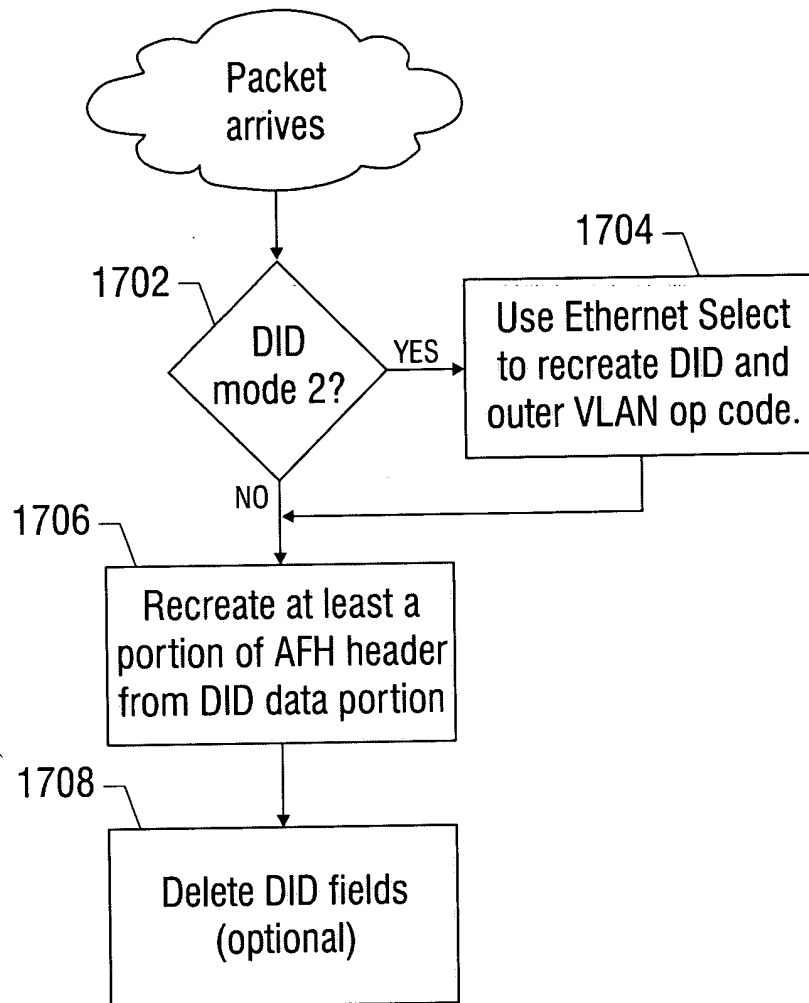 Packet
arrives
1702
DID
mode 2?
YES
1704
Use Ethernet Select
to recreate DID and
outer VLAN op code.
NO
1706
Recreate at least a
portion of AFH header
from DID data portion
1708
Delete DID fields
(optional)